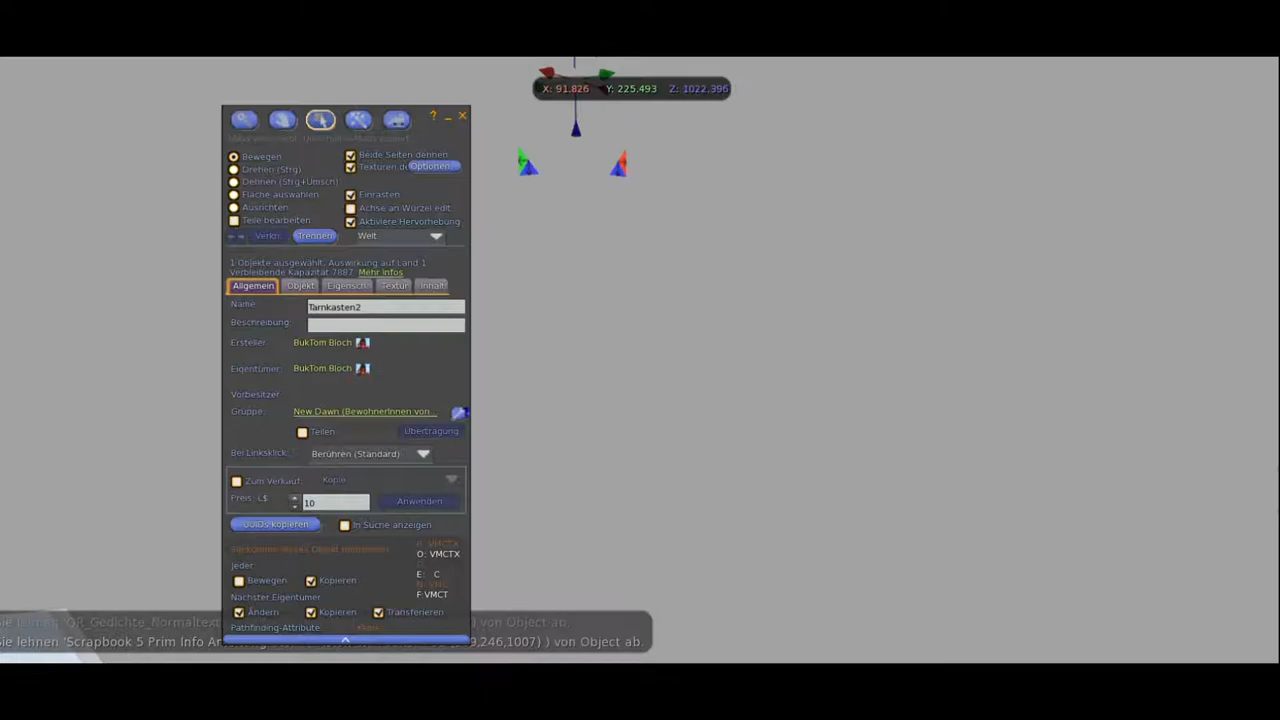 X: 91.826 Y: 225.493 Z: 1022.396
Bewegen
Drehen (Strg)
Dehnen (Strg+Umsch)
Fläche auswählen
Ausrichten
Teile bearbeiten
Beide Seiten dehnen
Texturen de
Optionen...
Einrasten
Achse an Wurzel edit
Aktiviere Hervorhebung
Verkn.
Trennen
Welt
1 Objekte ausgewählt, Auswirkung auf Land 1
Verbleibende Kapazität:7887 Mehr Infos
Allgemein Objekt Eigensch. Textur Inhalt
Name: Tarnkasten2
Beschreibung:
Ersteller: BukTom Bloch
Eigentümer: BukTom Bloch
Vorbesitzer
Gruppe: New Dawn (BewohnerInnen von...
Teilen Übertragung
Bei Linksklick: Berühren (Standard)
Zum Verkauf: Kopie
Preis: L$ 10 Anwenden
UUIDs kopieren In Suche anzeigen
O: VMCTX
Jeder:
E: C
Bewegen Kopieren
F:VMCT
Nächster Eigentümer
Ändern Kopieren Transferieren
Pathfinding-Attribute:
QR_Gedichte_Normaltext
) von Object ab.
Sie lehnen 'Scrapbook 5 Prim Info An
,246,1007) ) von Object ab.